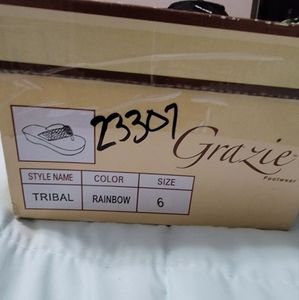 23307
Grazie
Footwear
STYLE NAME COLOR SIZE
TRIBAL RAINBOW 6